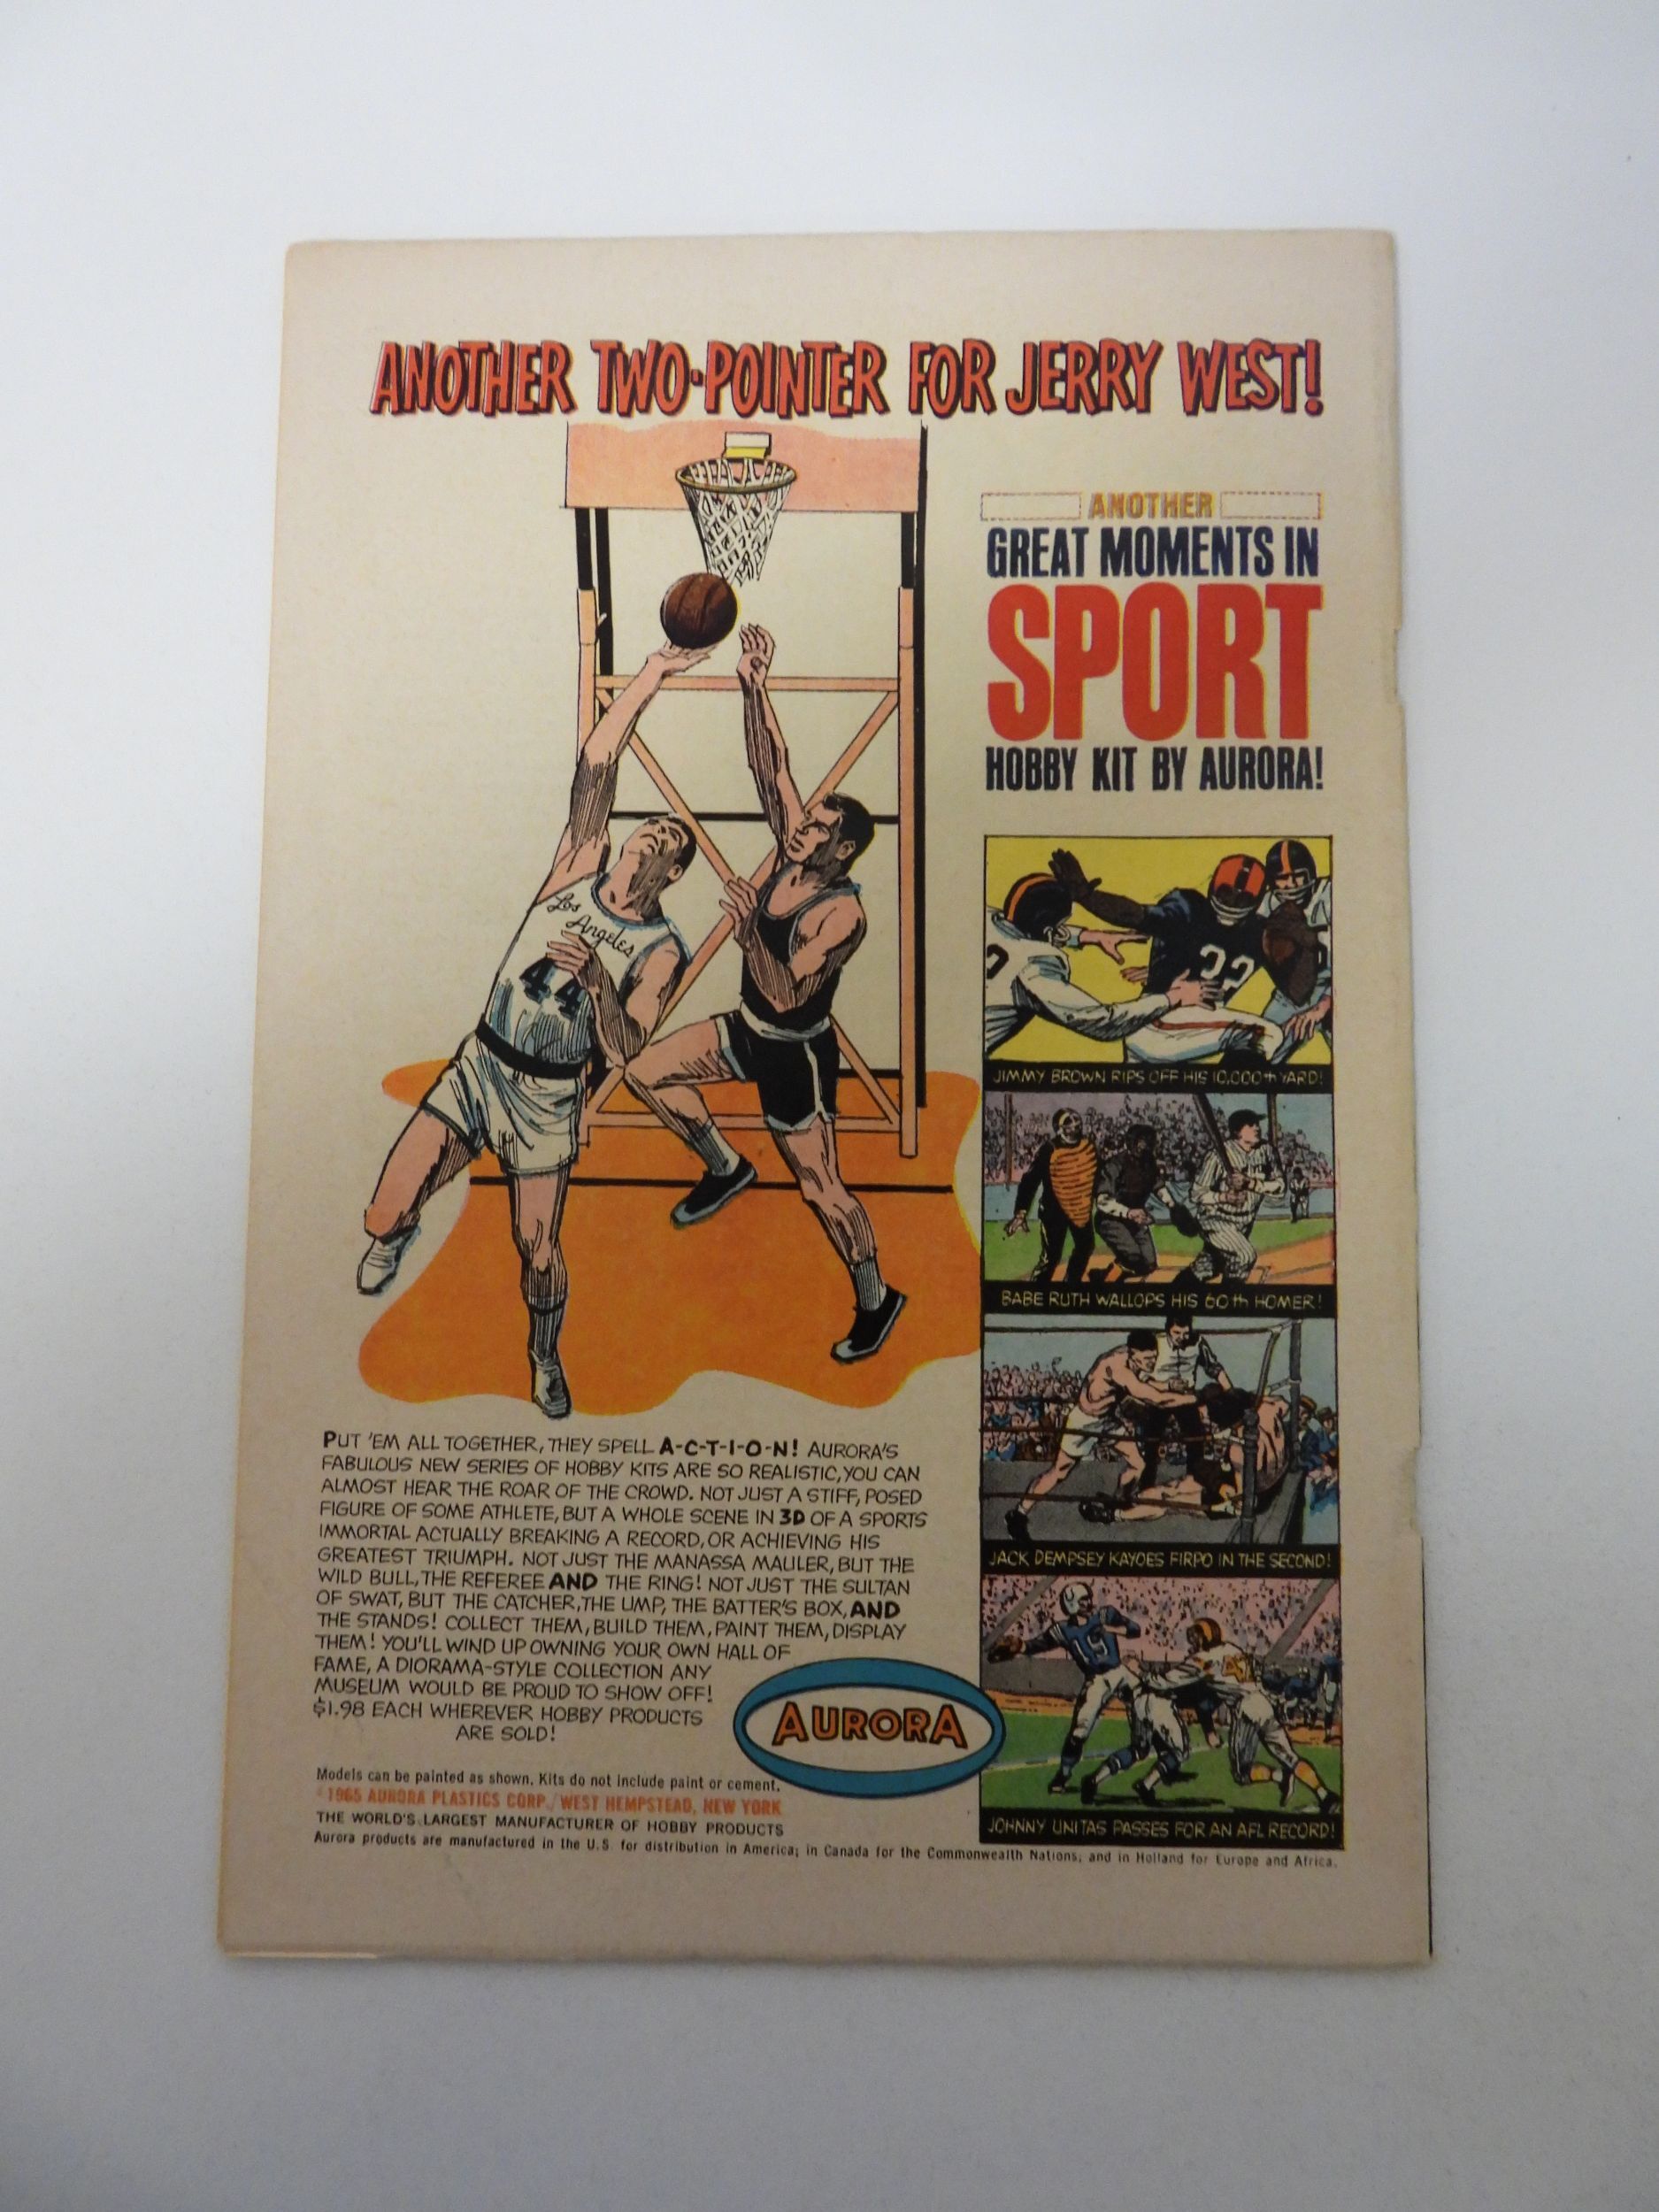 ANOTHER TWO-POINTER FOR JERRY WEST!
ANOTHER
GREAT MOMENTS IN
SPORT
HOBBY KIT BY AURORA!
Los
Angeles
44
32
JIMMY BROWN RIPS OFF HIS 10,000th YARD!
BABE RUTH WALLOPS HIS 60th HOMER!
JACK DEMPSEY KAYOES FIRPO IN THE SECOND!
19
JOHNNY UNITAS PASSES FOR AN AFL RECORD!
PUT 'EM ALL TOGETHER, THEY SPELL A-C-T-I-O-N! AURORA'S
FABULOUS NEW SERIES OF HOBBY KITS ARE SO REALISTIC, YOU CAN
ALMOST HEAR THE ROAR OF THE CROWD. NOT JUST A STIFF, POSED
FIGURE OF SOME ATHLETE, BUT A WHOLE SCENE IN 3D OF A SPORTS
IMMORTAL ACTUALLY BREAKING A RECORD, OR ACHIEVING HIS
GREATEST TRIUMPH. NOT JUST THE MANASSA MAULER, BUT THE
WILD BULL, THE REFEREE AND THE RING! NOT JUST THE SULTAN
OF SWAT, BUT THE CATCHER, THE UMP, THE BATTER'S BOX, AND
THE STANDS! COLLECT THEM, BUILD THEM, PAINT THEM, DISPLAY
THEM! YOU'LL WIND UP OWNING YOUR OWN HALL OF
FAME, A DIORAMA-STYLE COLLECTION ANY
MUSEUM WOULD BE PROUD TO SHOW OFF!
$1.98 EACH WHEREVER HOBBY PRODUCTS
ARE SOLD!
AURORA
Models can be painted as shown. Kits do not include paint or cement.
©1965 AURORA PLASTICS CORP./WEST HEMPSTEAD, NEW YORK
THE WORLD'S LARGEST MANUFACTURER OF HOBBY PRODUCTS
Aurora products are manufactured in the U.S. for distribution in America; in Canada for the Commonwealth Nations; and in Holland for Europe and Africa.